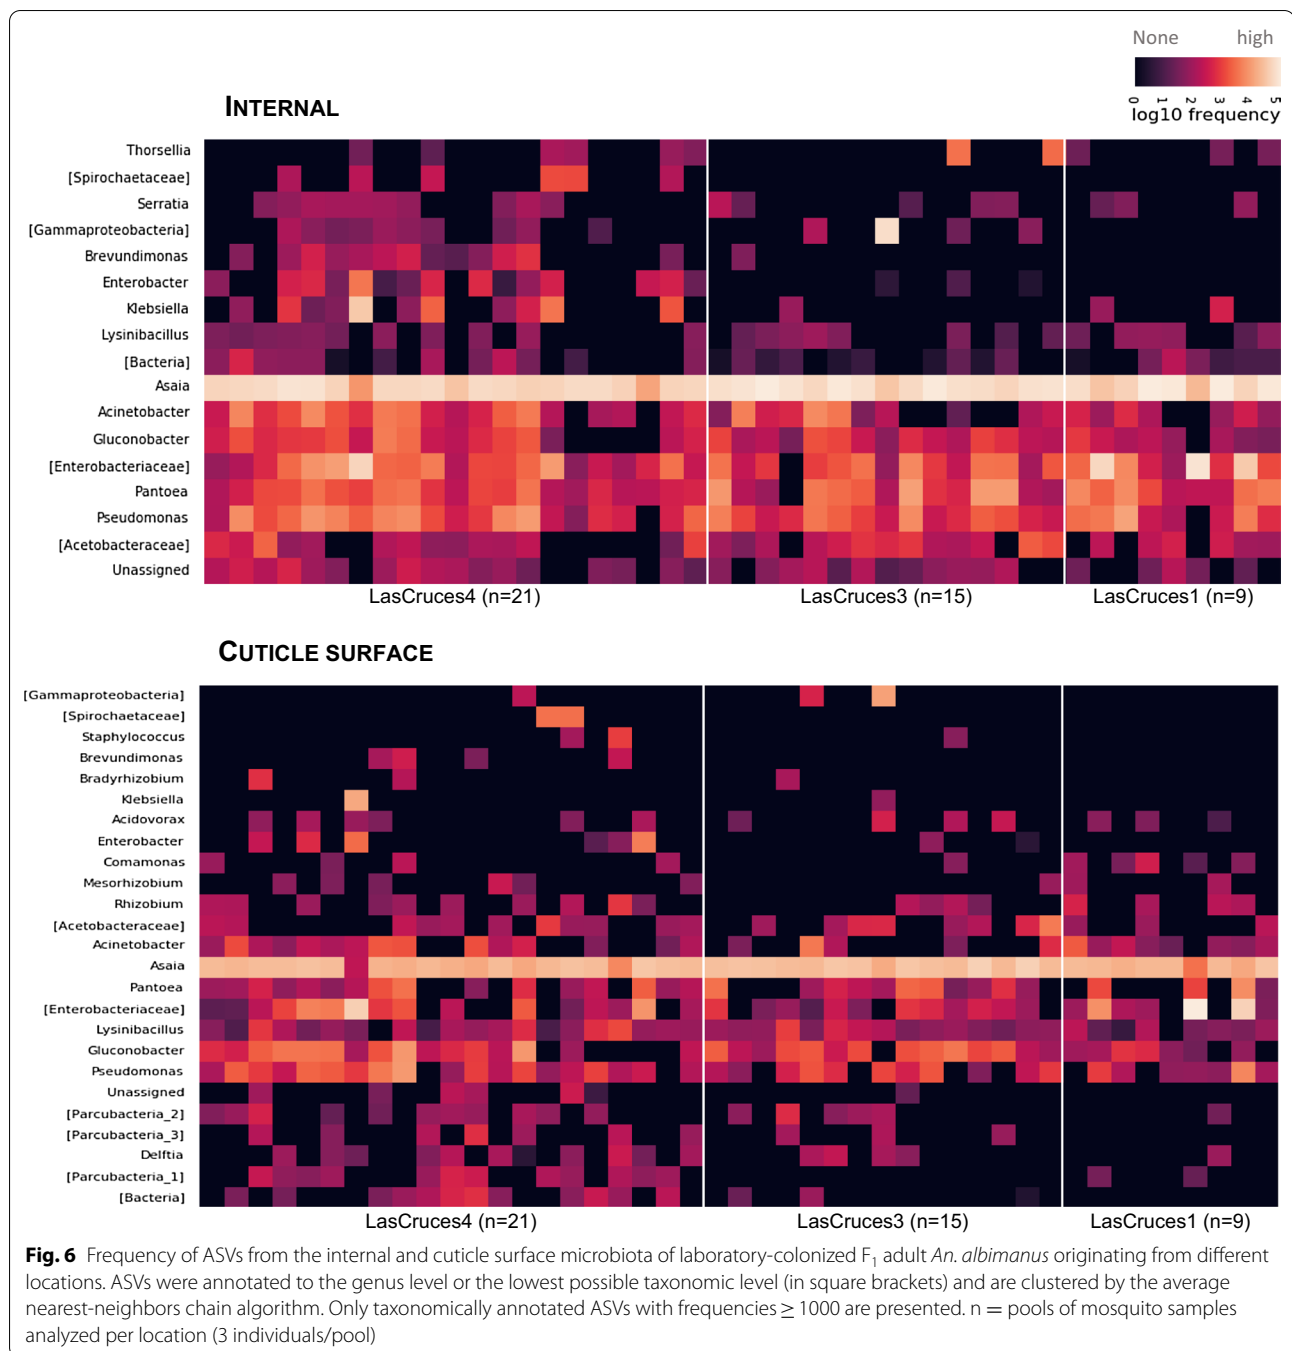 None high
0 1 2 3 4 5
log10 frequency
INTERNAL
Thorsellia
[Spirochaetaceae]
Serratia
[Gammaproteobacteria]
Brevundimonas
Enterobacter
Klebsiella
Lysinibacillus
[Bacteria]
Asaia
Acinetobacter
Gluconobacter
[Enterobacteriaceae]
Pantoea
Pseudomonas
[Acetobacteraceae]
Unassigned
LasCruces4 (n=21) LasCruces3 (n=15) LasCruces1 (n=9)
CUTICLE SURFACE
[Gammaproteobacteria]
[Spirochaetaceae]
Staphylococcus
Brevundimonas
Bradyrhizobium
Klebsiella
Acidovorax
Enterobacter
Comamonas
Mesorhizobium
Rhizobium
[Acetobacteraceae]
Acinetobacter
Asaia
Pantoea
[Enterobacteriaceae]
Lysinibacillus
Gluconobacter
Pseudomonas
Unassigned
[Parcubacteria_2]
[Parcubacteria_3]
Delftia
[Parcubacteria_1]
[Bacteria]
LasCruces4 (n=21) LasCruces3 (n=15) LasCruces1 (n=9)
Fig. 6 Frequency of ASVs from the internal and cuticle surface microbiota of laboratory-colonized F1 adult An. albimanus originating from different
locations. ASVs were annotated to the genus level or the lowest possible taxonomic level (in square brackets) and are clustered by the average
nearest-neighbors chain algorithm. Only taxonomically annotated ASVs with frequencies ≥ 1000 are presented. n = pools of mosquito samples
analyzed per location (3 individuals/pool)